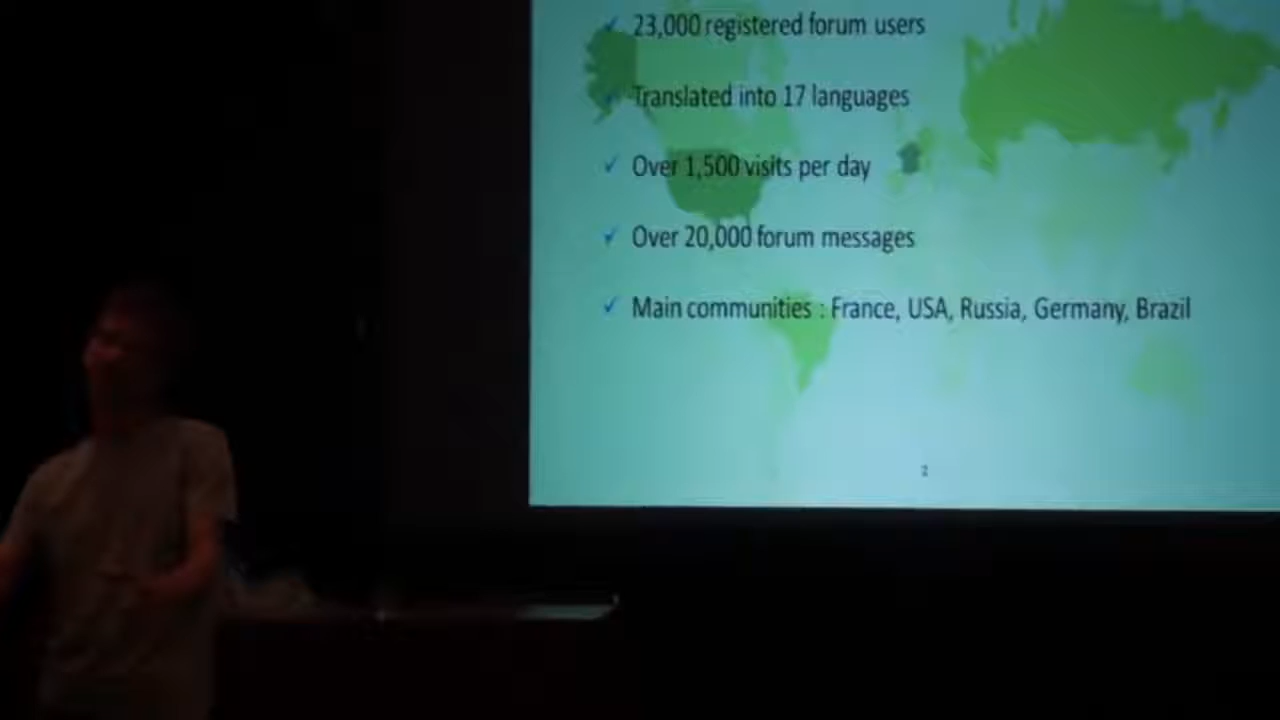 ✓ 23,000 registered forum users
✓ Translated into 17 languages
✓ Over 1,500 visits per day
✓ Over 20,000 forum messages
✓ Main communities : France, USA, Russia, Germany, Brazil
2